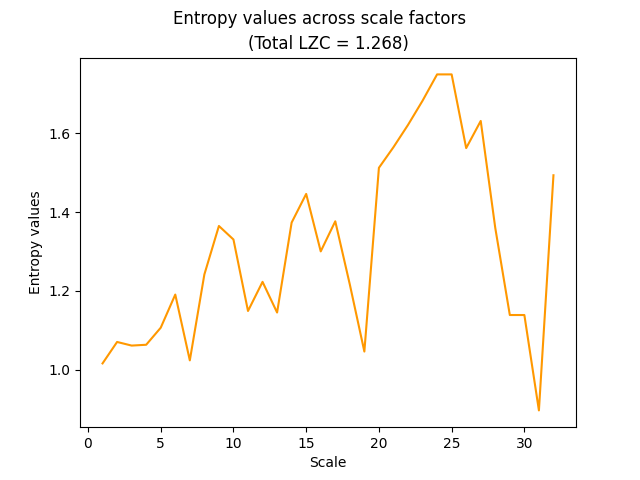 Entropy values across scale factors
(Total LZC = 1.268)
1.6
1.4
1.2
1.0
Entropy values
0 5 10 15 20 25 30
Scale